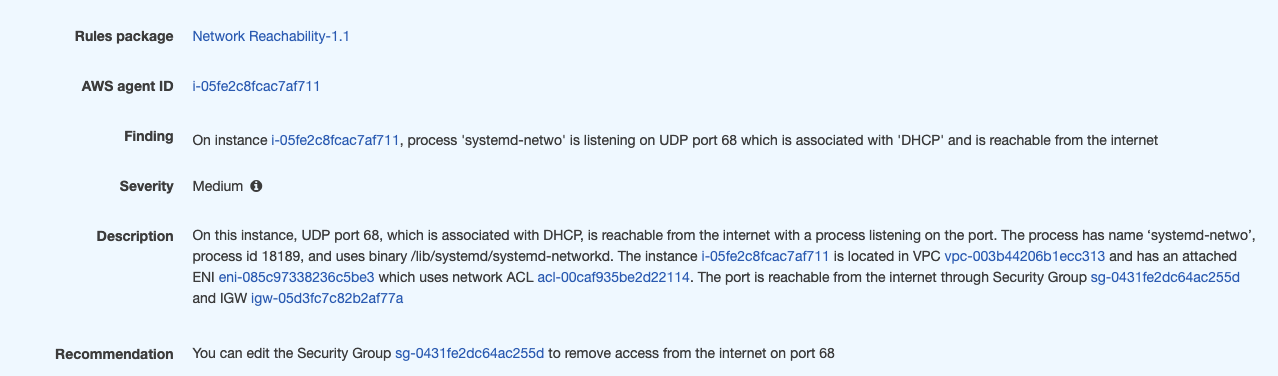 Rules package Network Reachability-1.1
AWS agent ID i-05fe2c8fcac7af711
Finding On instance i-05fe2c8fcac7af711, process 'systemd-netwo' is listening on UDP port 68 which is associated with 'DHCP' and is reachable from the internet
Severity Medium
Description On this instance, UDP port 68, which is associated with DHCP, is reachable from the internet with a process listening on the port. The process has name ‘systemd-netwo’,
process id 18189, and uses binary /lib/systemd/systemd-networkd. The instance i-05fe2c8fcac7af711 is located in VPC vpc-003b44206b1ecc313 and has an attached
ENI eni-085c97338236c5be3 which uses network ACL acl-00caf935be2d22114. The port is reachable from the internet through Security Group sg-0431fe2dc64ac255d
and IGW igw-05d3fc7c82b2af77a
Recommendation You can edit the Security Group sg-0431fe2dc64ac255d to remove access from the internet on port 68